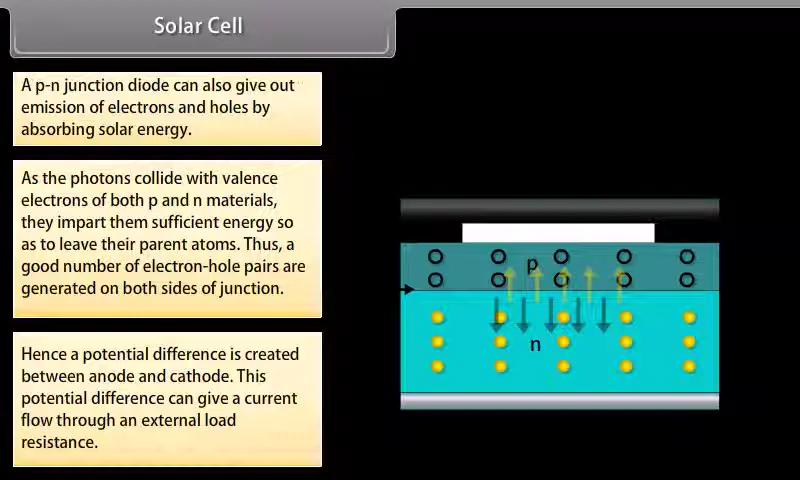 Solar Cell
A p-n junction diode can also give out
emission of electrons and holes by
absorbing solar energy.
As the photons collide with valence
electrons of both p and n materials,
they impart them sufficient energy so
as to leave their parent atoms. Thus, a
good number of electron-hole pairs are
generated on both sides of junction.
Hence a potential difference is created
between anode and cathode. This
potential difference can give a current
flow through an external load
resistance.
p
n